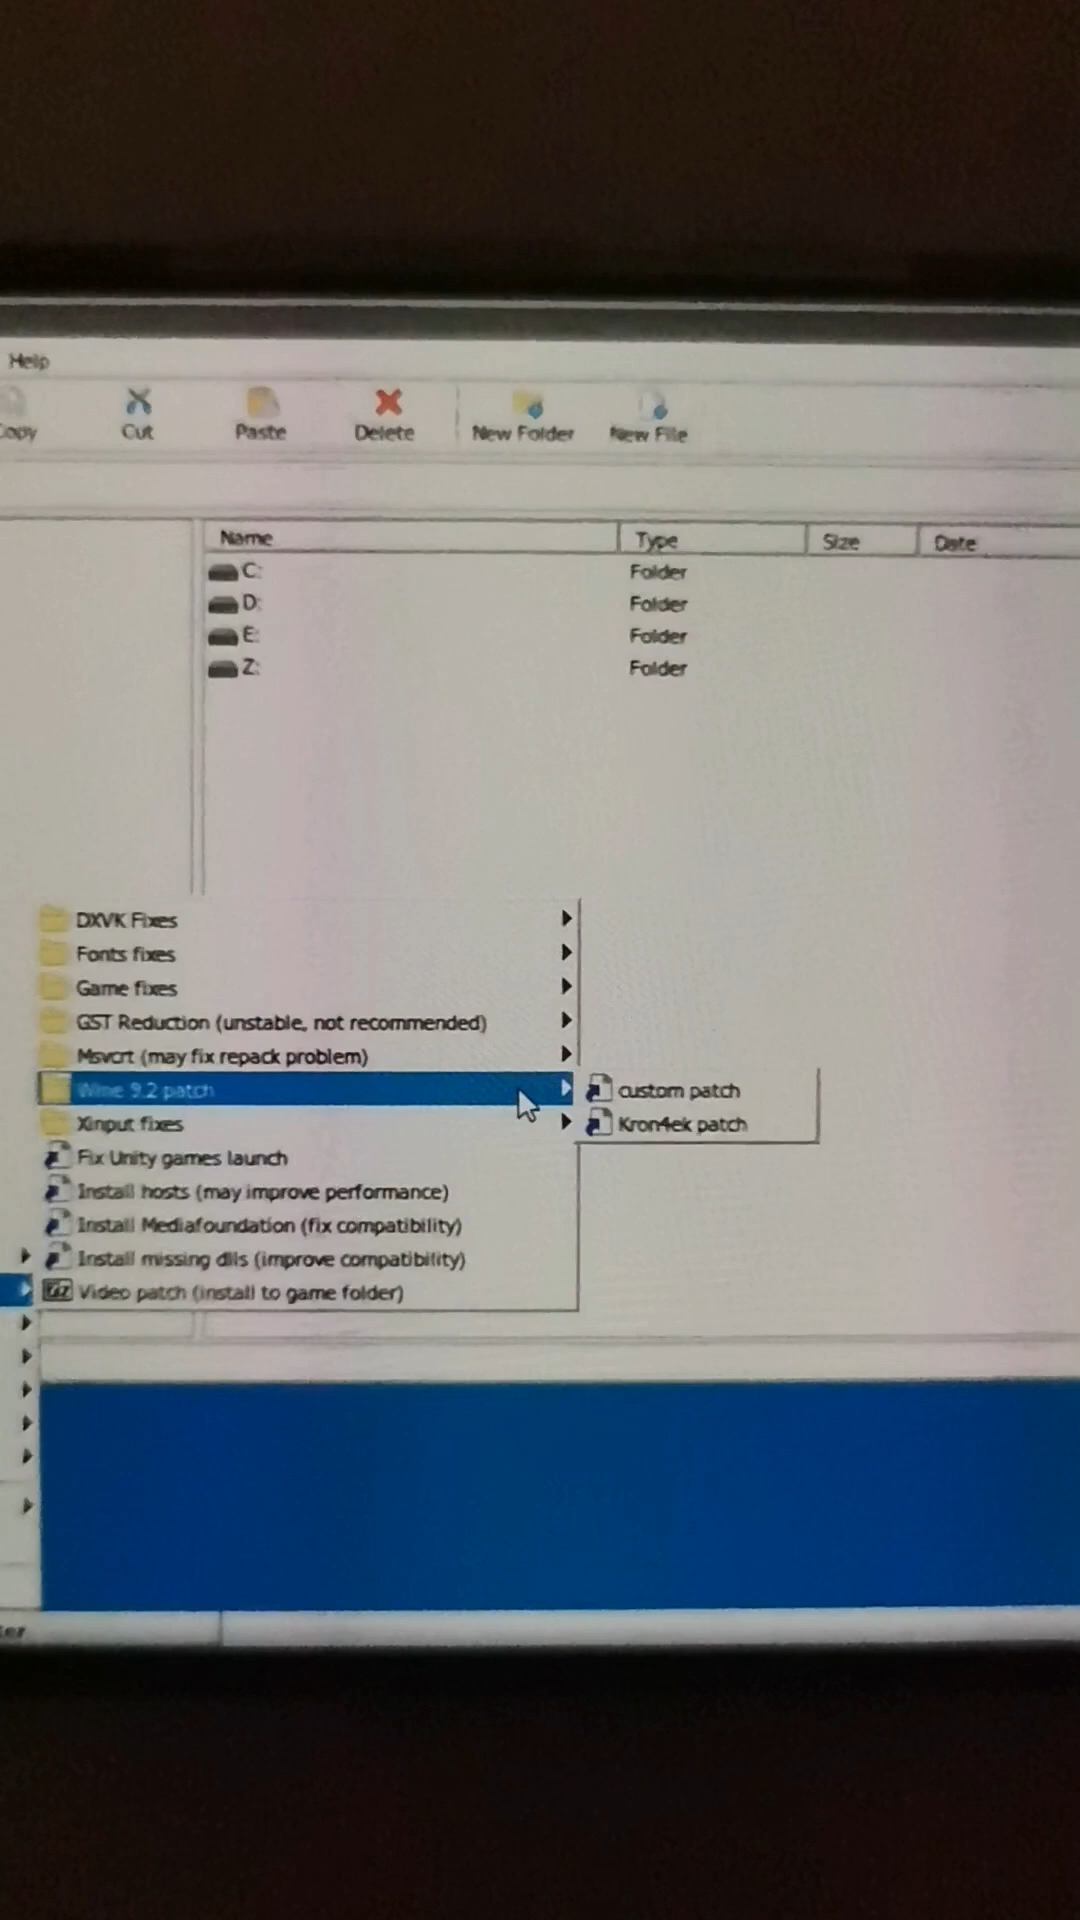 Help
Copy Cut Paste Delete New Folder New File
Name Type Size Date
C: Folder
D: Folder
E: Folder
Z: Folder
DXVK Fixes
Fonts fixes
Game fixes
GST Reduction (unstable, not recommended)
Msvcrt (may fix repack problem)
Wine 9.2 patch
custom patch
Kron4ek patch
Xinput fixes
Fix Unity games launch
Install hosts (may improve performance)
Install Mediafoundation (fix compatibility)
Install missing dlls (improve compatibility)
Video patch (install to game folder)